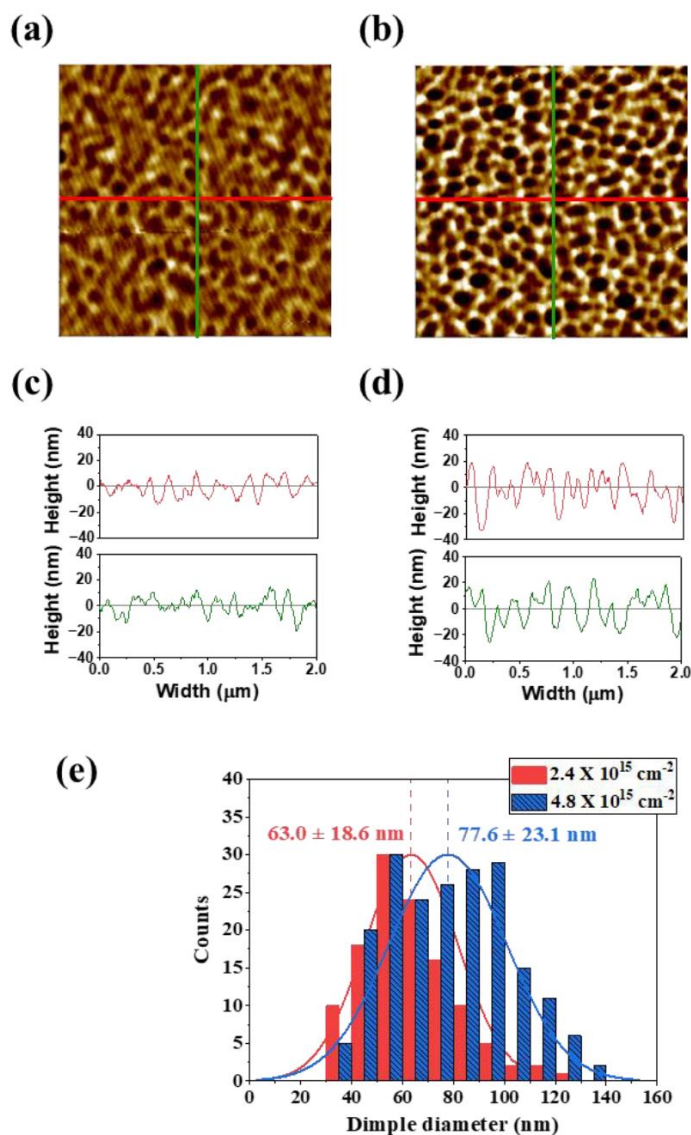 (a)
(b)
(c)
(d)
Height (nm)
40
20
0
−20
−40
Height (nm)
40
20
0
−20
−40
Height (nm)
40
20
0
−20
−40
Height (nm)
40
20
0
−20
−40
0.0 0.5 1.0 1.5 2.0
Width (μm)
0.0 0.5 1.0 1.5 2.0
Width (μm)
(e)
2.4 X 10¹⁵ cm⁻²
4.8 X 10¹⁵ cm⁻²
63.0 ± 18.6 nm
77.6 ± 23.1 nm
Counts
40
35
30
25
20
15
10
5
0
0 20 40 60 80 100 120 140 160
Dimple diameter (nm)